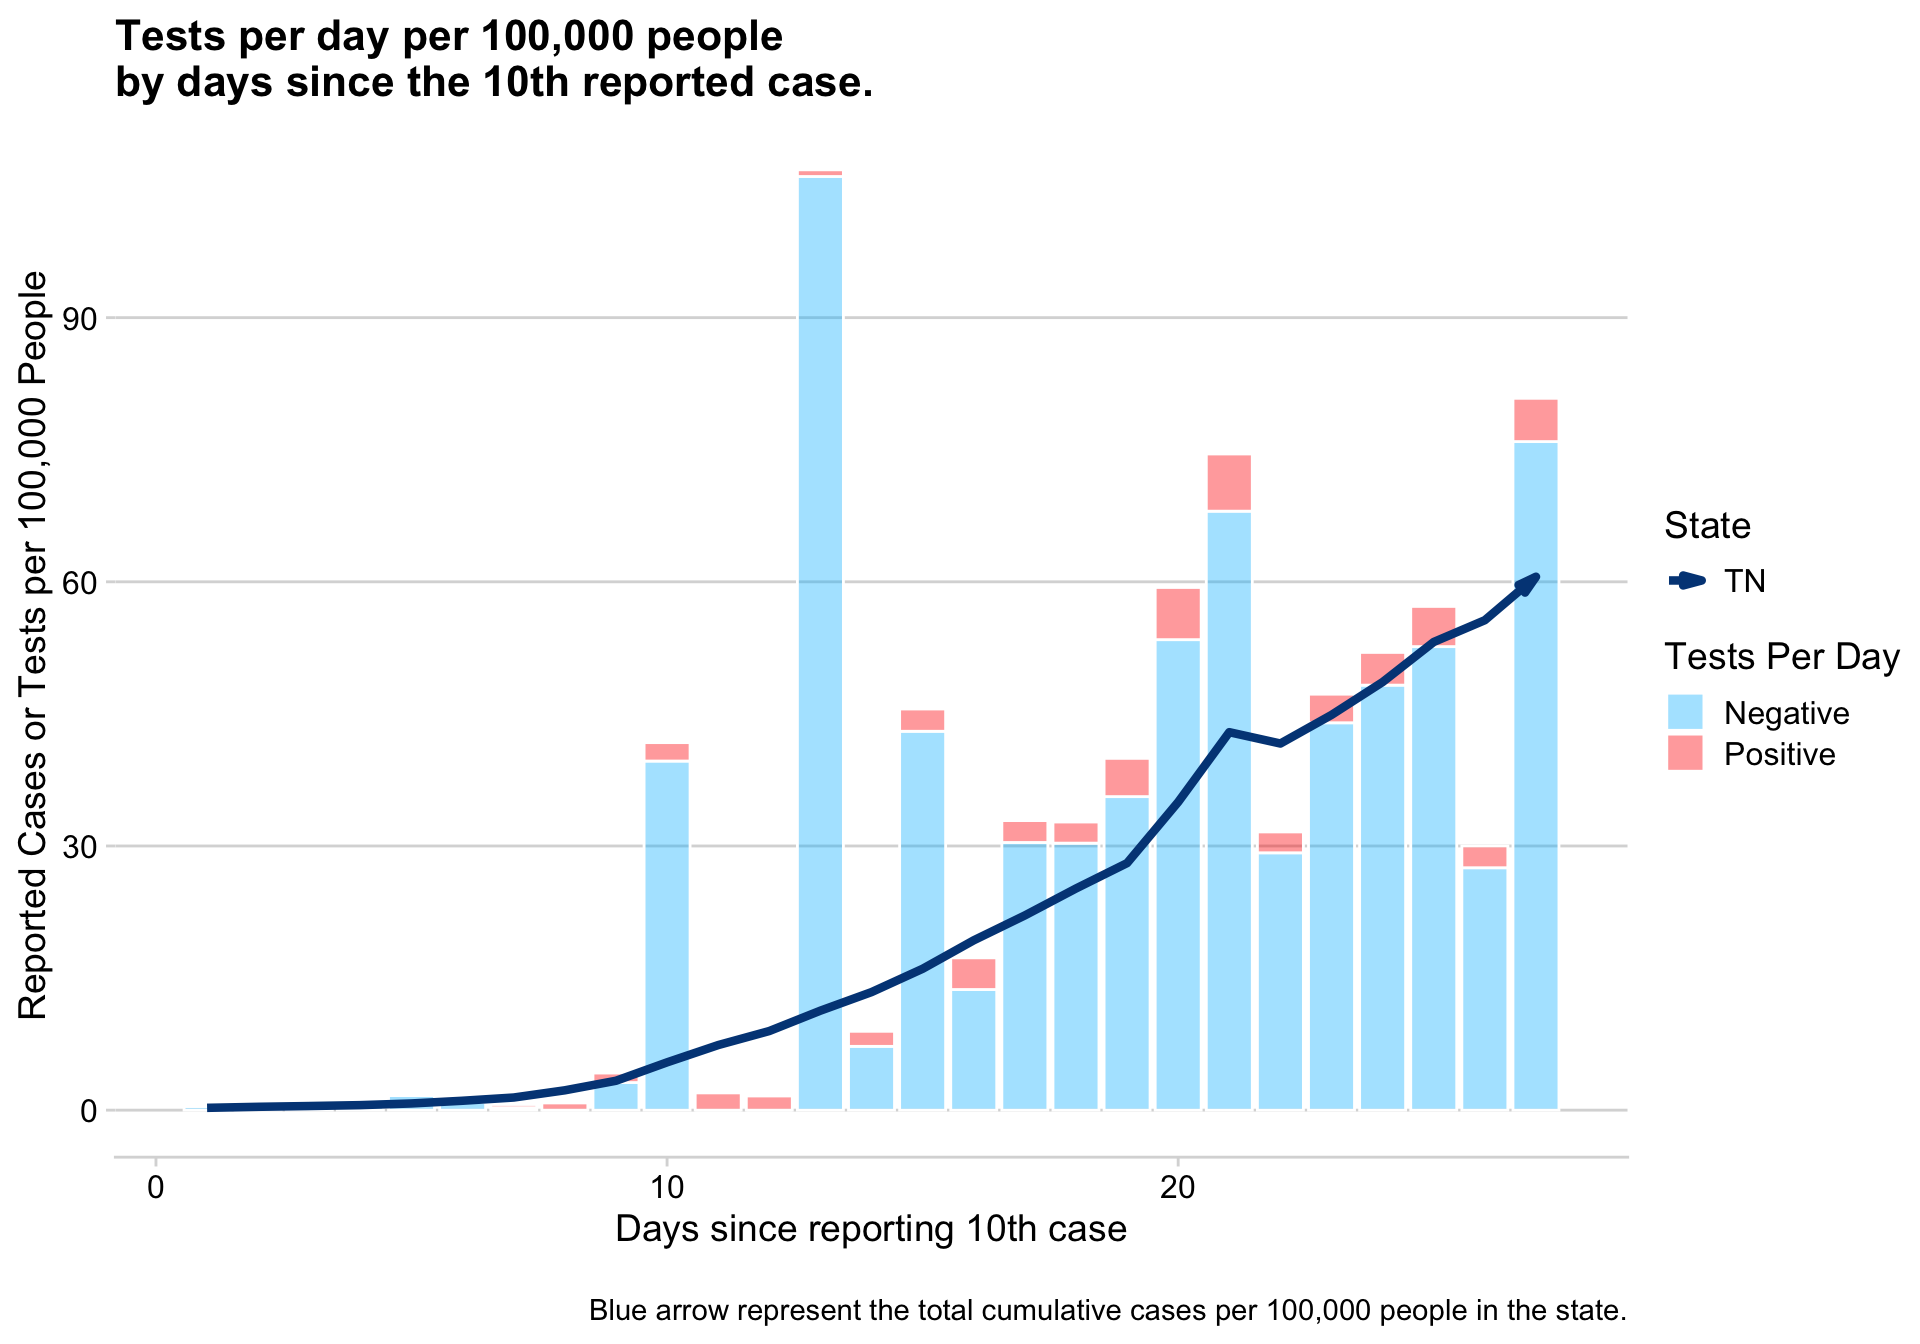 Tests per day per 100,000 people
by days since the 10th reported case.
Reported Cases or Tests per 100,000 People
90
60
30
0
0
10
20
Days since reporting 10th case
State
TN
Tests Per Day
Negative
Positive
Blue arrow represent the total cumulative cases per 100,000 people in the state.